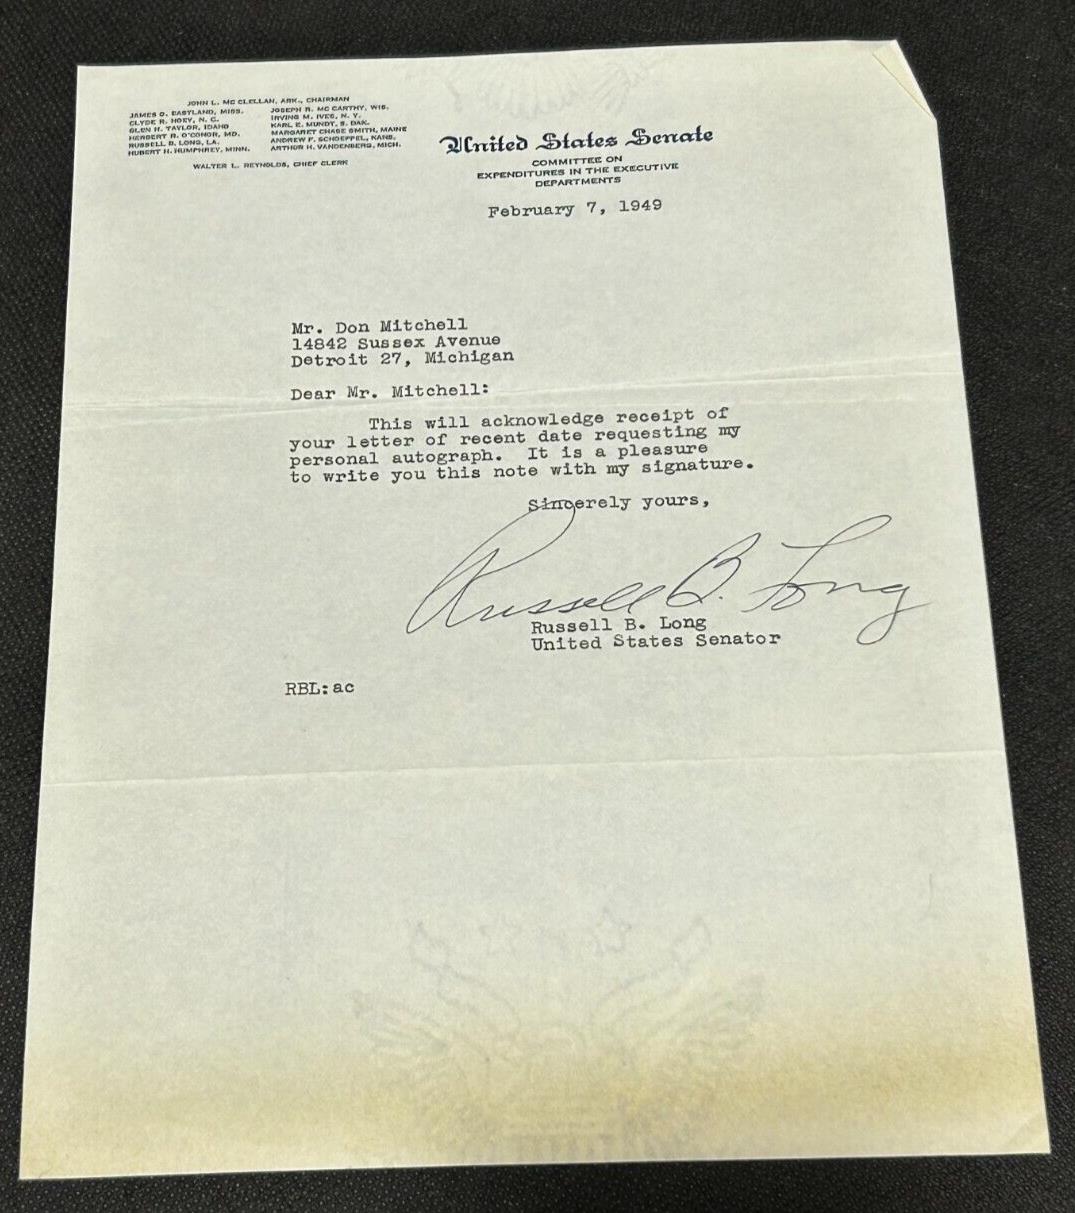 JOHN L. MC CLELLAN, ARK., CHAIRMAN
JAMES O. EASTLAND, MISS.
CLYDE R. HOEY, N. C.
GLEN H. TAYLOR, IDAHO
HERBERT R. O'CONOR, MD.
RUSSELL B. LONG, LA.
HUBERT H. HUMPHREY, MINN.
JOSEPH R. MC CARTHY, WIS.
IRVING M. IVES, N. Y.
KARL E. MUNDT, S. DAK.
MARGARET CHASE SMITH, MAINE
ANDREW F. SCHOEPPEL, KANS.
ARTHUR H. VANDENBERG, MICH.
WALTER L. REYNOLDS, CHIEF CLERK
United States Senate
COMMITTEE ON
EXPENDITURES IN THE EXECUTIVE
DEPARTMENTS
February 7, 1949
Mr. Don Mitchell
14842 Sussex Avenue
Detroit 27, Michigan
Dear Mr. Mitchell:
This will acknowledge receipt of
your letter of recent date requesting my
personal autograph. It is a pleasure
to write you this note with my signature.
Sincerely yours,
Russell B. Long
Russell B. Long
United States Senator
RBL:ac